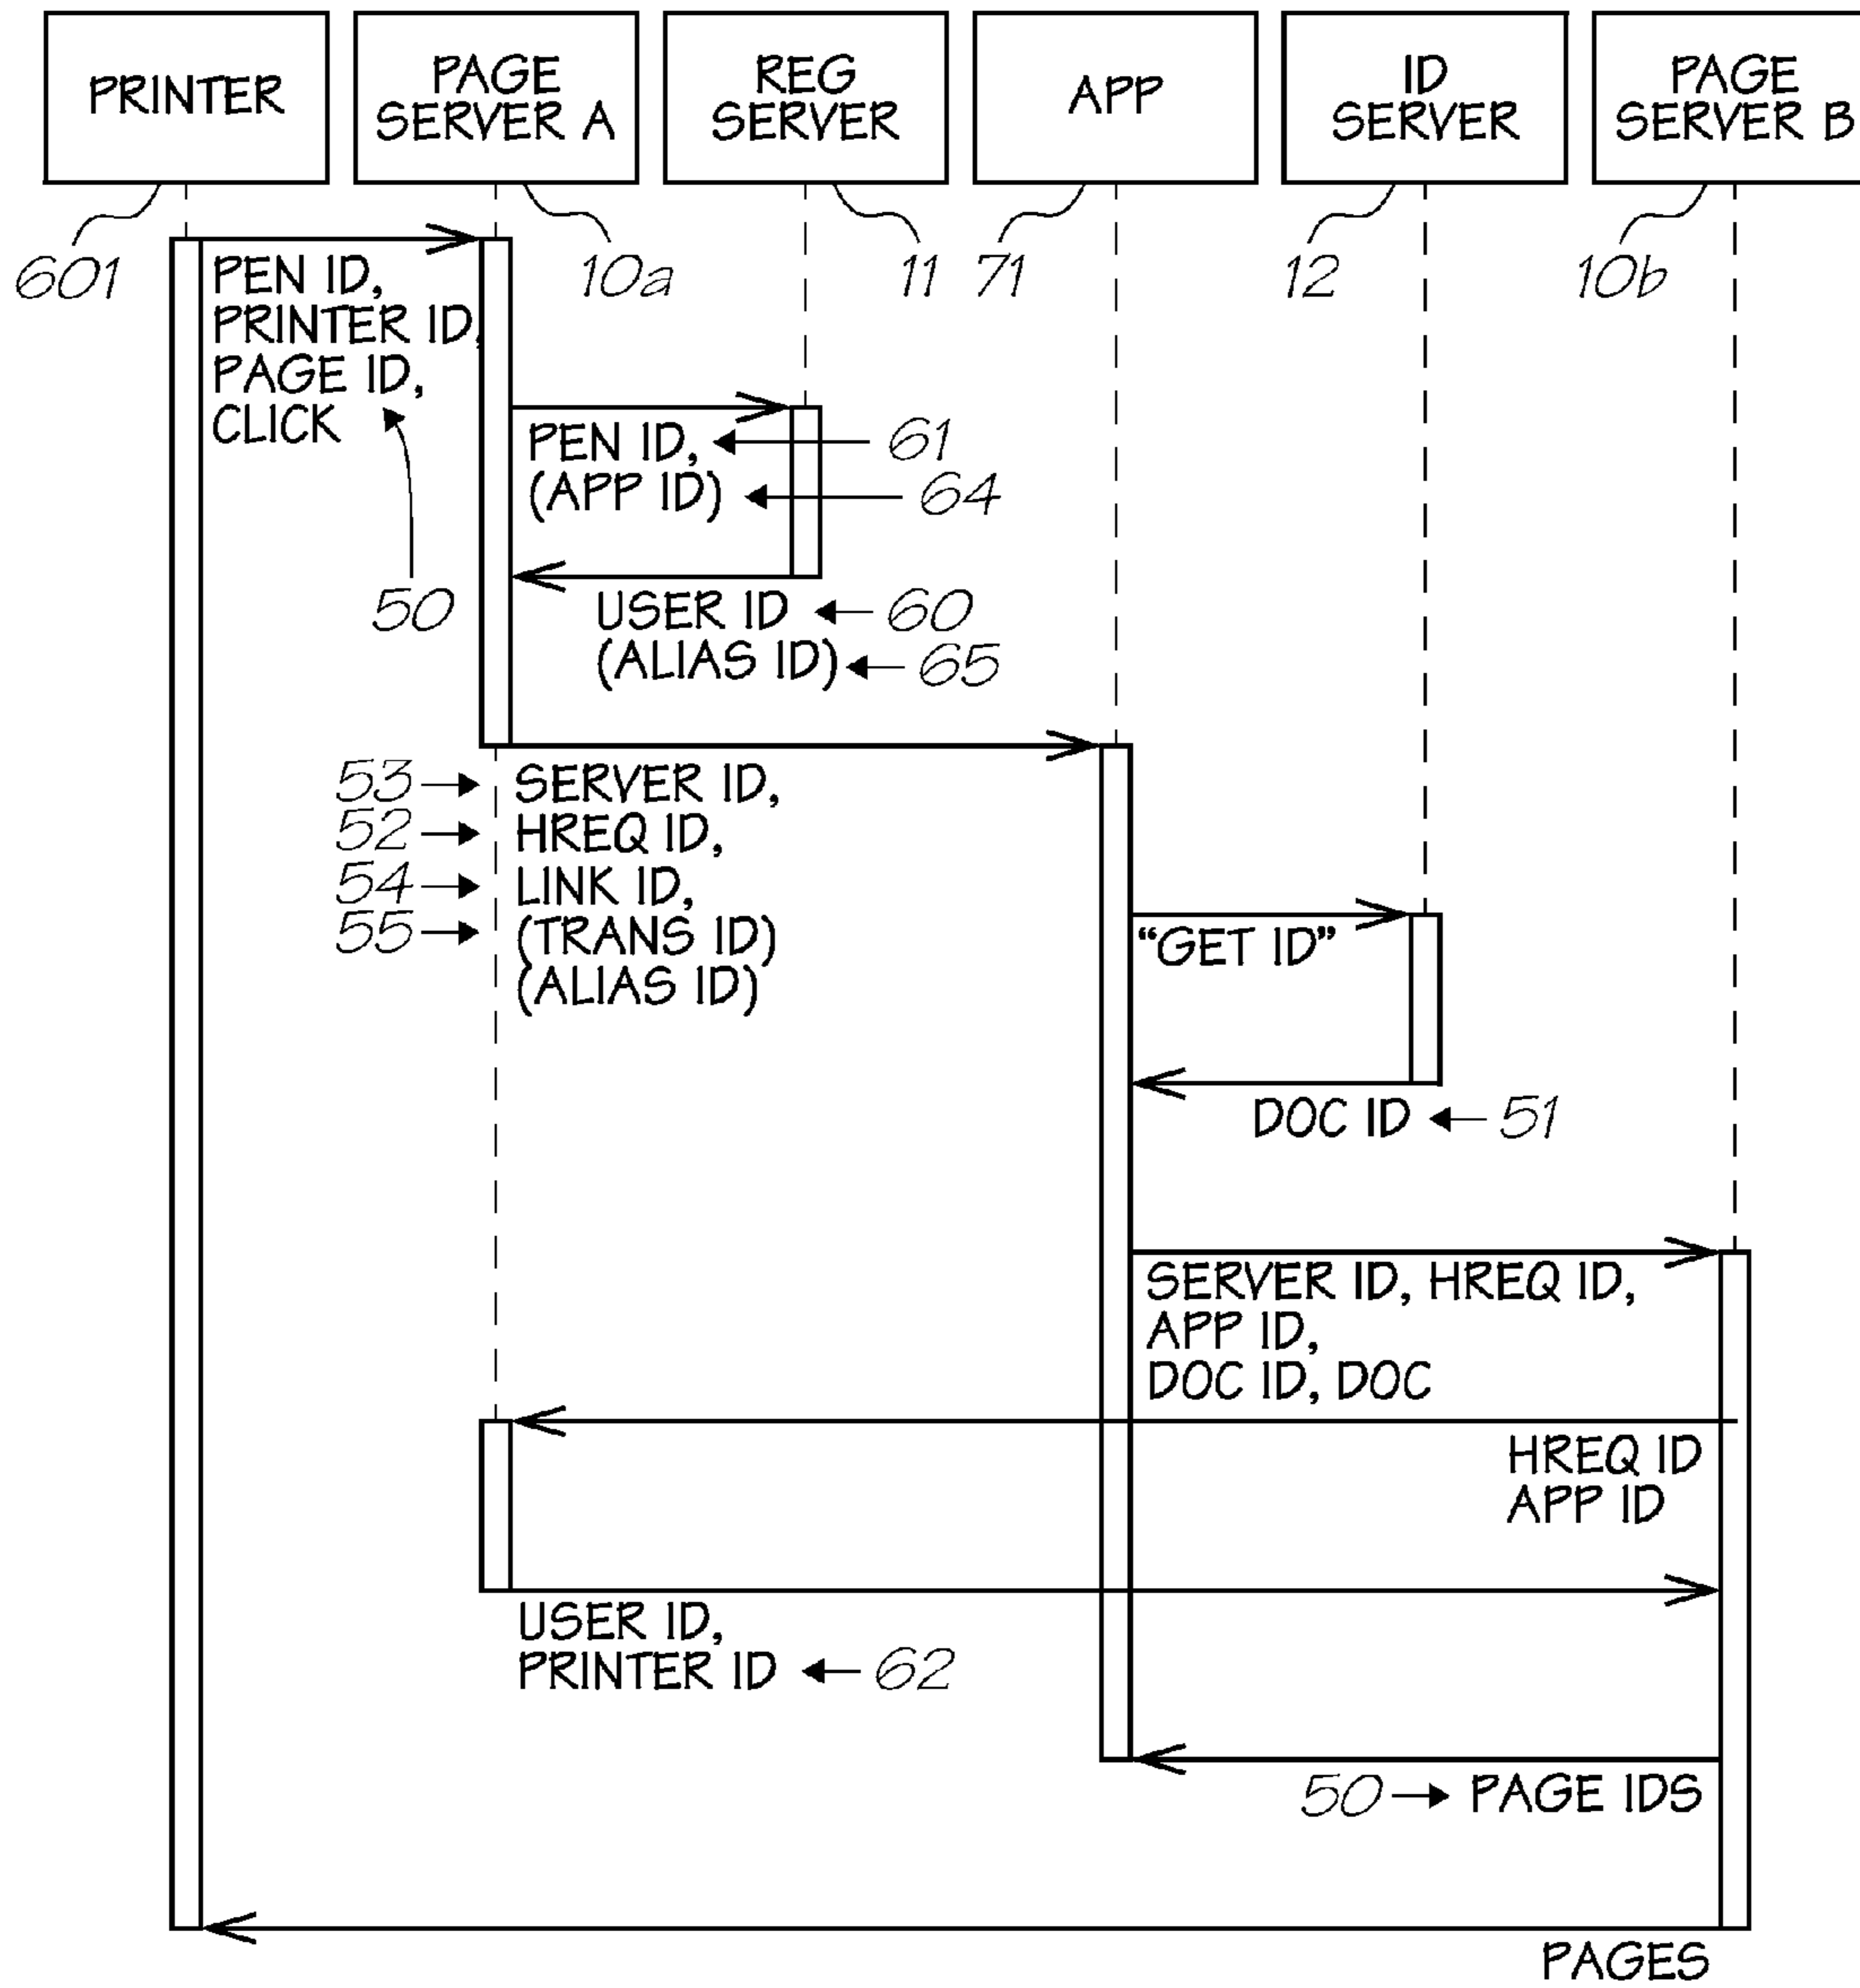 PRINTER
PAGE
SERVER A
REG
SERVER
APP
ID
SERVER
PAGE
SERVER B
601
10a
11
71
12
10b
PEN ID,
PRINTER ID,
PAGE ID,
CLICK
50
PEN ID,
(APP ID)
61
64
USER ID
(ALIAS ID)
60
65
53
52
54
55
SERVER ID,
HREQ ID,
LINK ID,
(TRANS ID)
(ALIAS ID)
“GET ID”
DOC ID
51
SERVER ID, HREQ ID,
APP ID,
DOC ID, DOC
HREQ ID
APP ID
USER ID,
PRINTER ID
62
50
PAGE IDS
PAGES